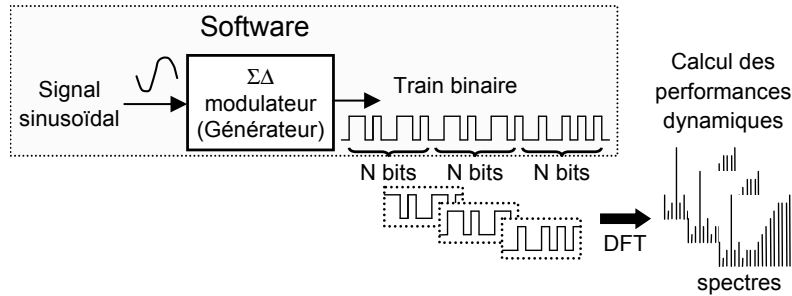 Software
Signal
sinusoïdal
ΣΔ
modulateur
(Générateur)
Train binaire
N bits
N bits
N bits
DFT
Calcul des
performances
dynamiques
spectres